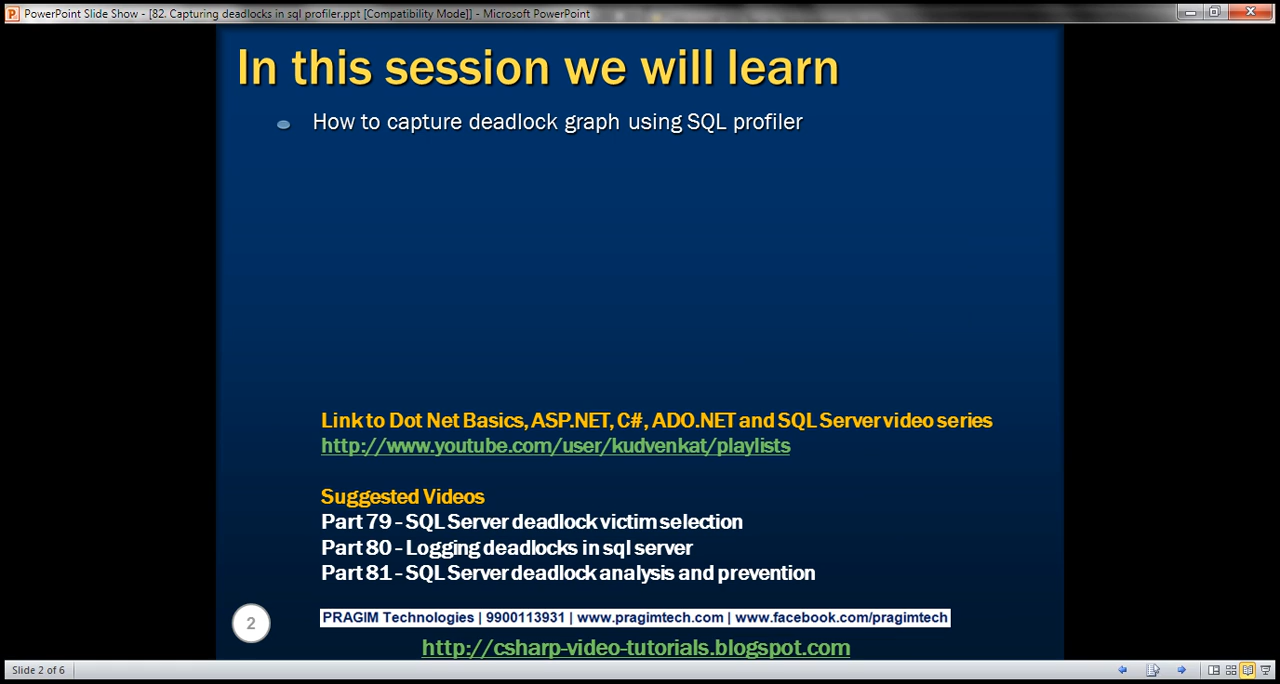 PowerPoint Slide Show - [82. Capturing deadlocks in sql profiler.ppt [Compatibility Mode]] - Microsoft PowerPoint
In this session we will learn
How to capture deadlock graph using SQL profiler
Link to Dot Net Basics, ASP.NET, C#, ADO.NET and SQL Server video series
http://www.youtube.com/user/kudvenkat/playlists
Suggested Videos
Part 79 - SQL Server deadlock victim selection
Part 80 - Logging deadlocks in sql server
Part 81 - SQL Server deadlock analysis and prevention
2
PRAGIM Technologies | 9900113931 | www.pragimtech.com | www.facebook.com/pragimtech
http://csharp-video-tutorials.blogspot.com
Slide 2 of 6